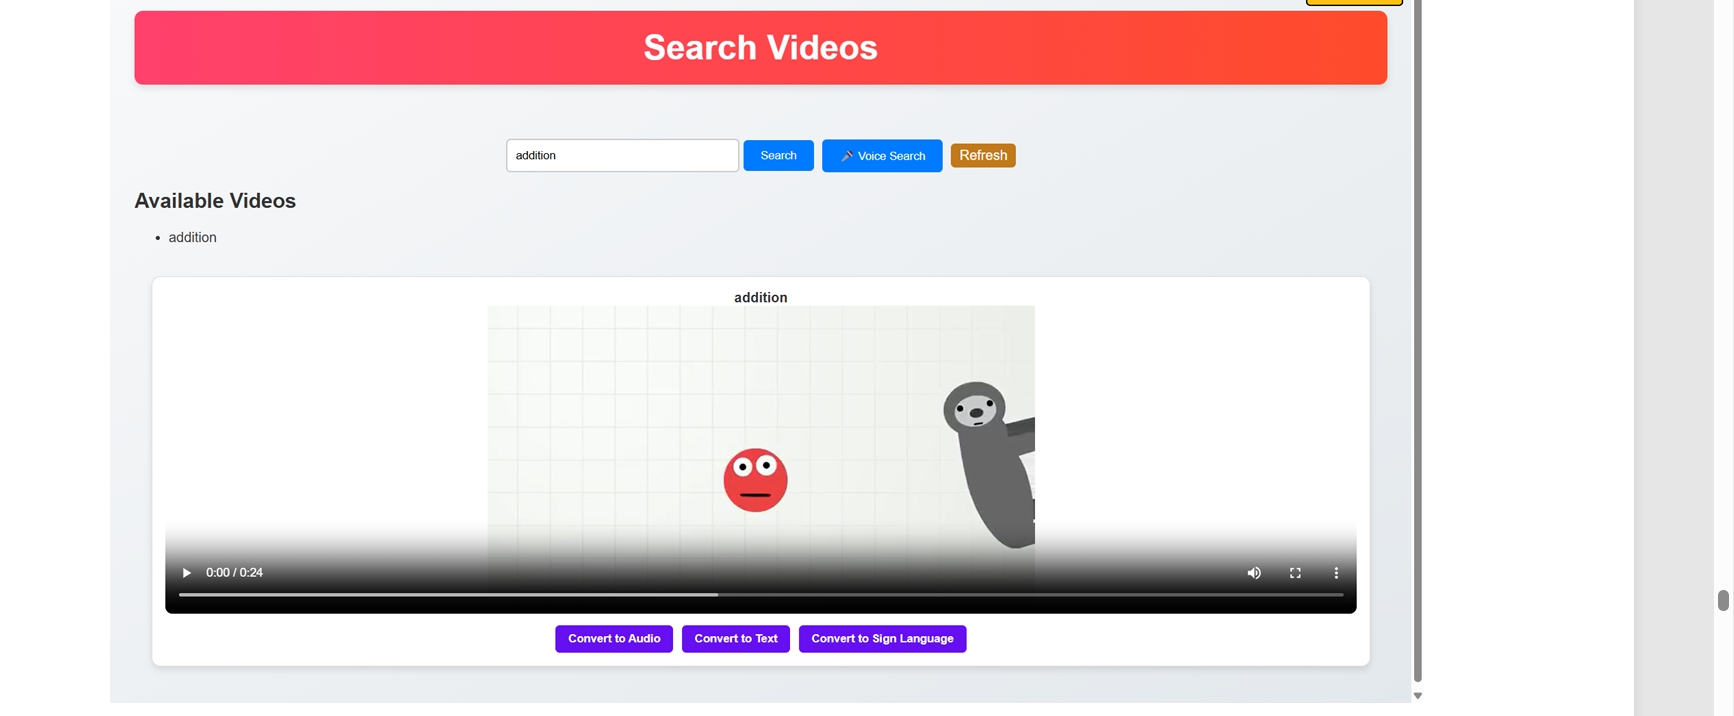 Search Videos
addition
Search
Voice Search
Refresh
Available Videos
addition
addition
0:00 / 0:24
Convert to Audio
Convert to Text
Convert to Sign Language